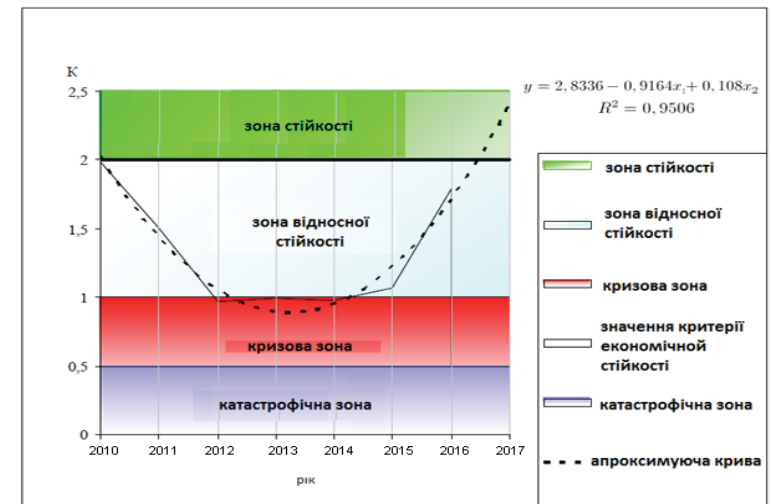 К
2,5
2
1,5
1
0,5
0
зона стійкості
зона відносної
стійкості
кризова зона
катастрофічна зона
2010 2011 2012 2013 2014 2015 2016 2017
рік
y = 2,8336 − 0,9164x₁ + 0,108x₂
R² = 0,9506
зона стійкості
зона відносної
стійкості
кризова зона
значення критерії
економічної
стійкості
катастрофічна зона
апроксимуюча крива